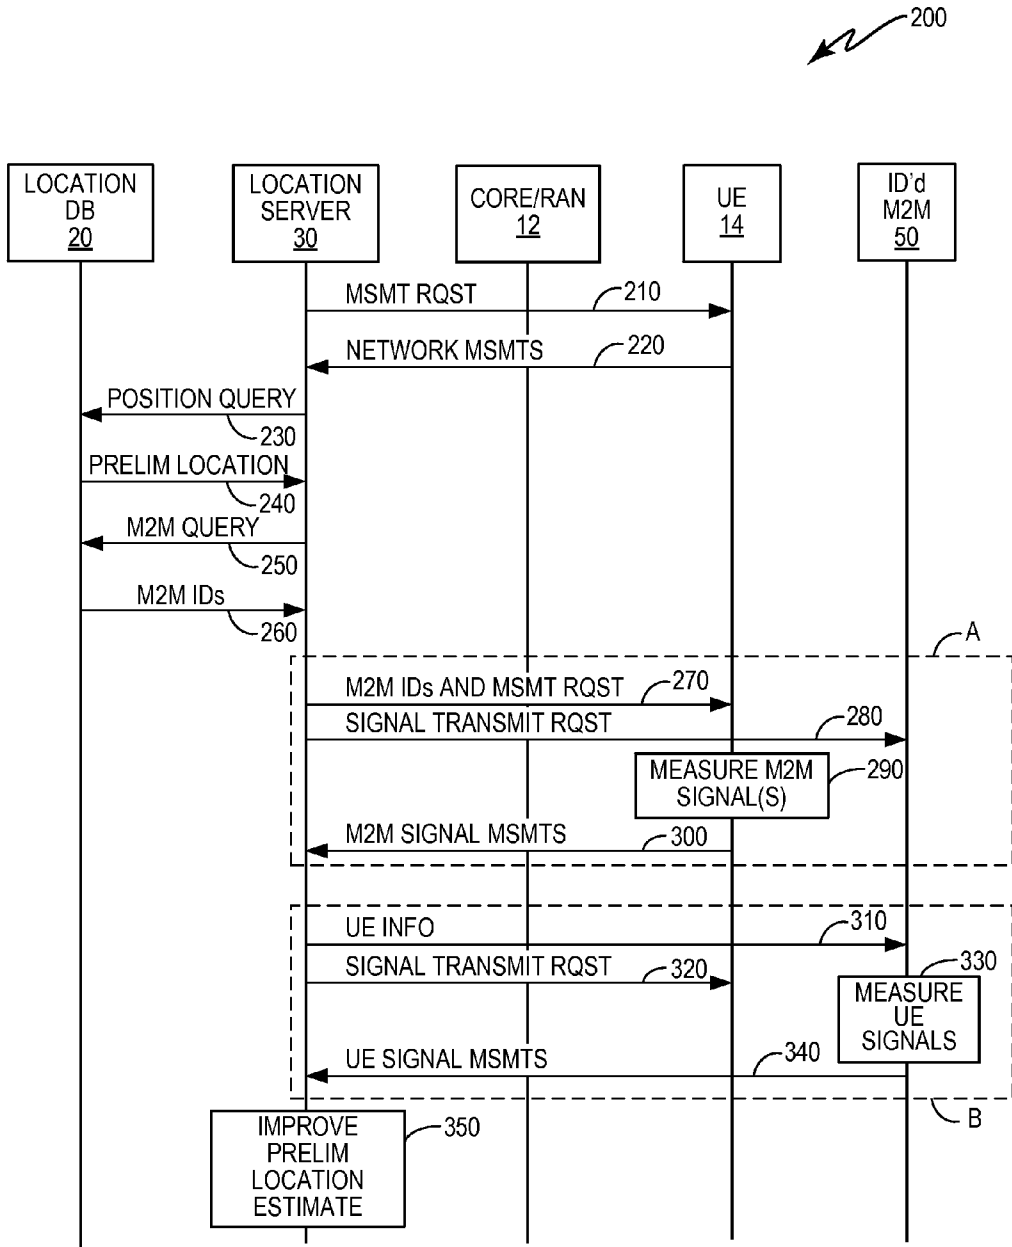 200
LOCATION
DB
20
LOCATION
SERVER
30
CORE/RAN
12
UE
14
ID'd
M2M
50
MSMT RQST
210
NETWORK MSMTS
220
POSITION QUERY
230
PRELIM LOCATION
240
M2M QUERY
250
M2M IDs
260
A
M2M IDs AND MSMT RQST
270
SIGNAL TRANSMIT RQST
280
MEASURE M2M
SIGNAL(S)
290
M2M SIGNAL MSMTS
300
UE INFO
310
SIGNAL TRANSMIT RQST
320
330
MEASURE
UE
SIGNALS
UE SIGNAL MSMTS
340
B
IMPROVE
PRELIM
LOCATION
ESTIMATE
350